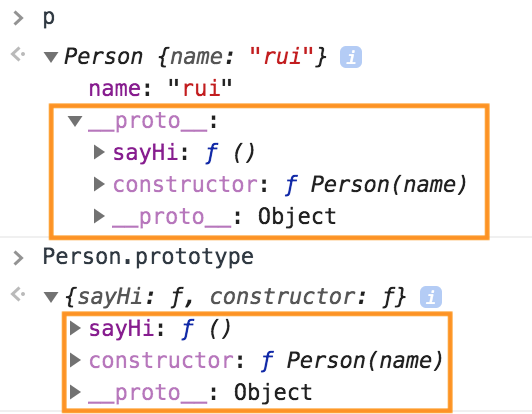 > p
Person {name: "rui"} i
name: "rui"
__proto__:
sayHi: ƒ ()
constructor: ƒ Person(name)
__proto__: Object
> Person.prototype
{sayHi: ƒ, constructor: ƒ} i
sayHi: ƒ ()
constructor: ƒ Person(name)
__proto__: Object